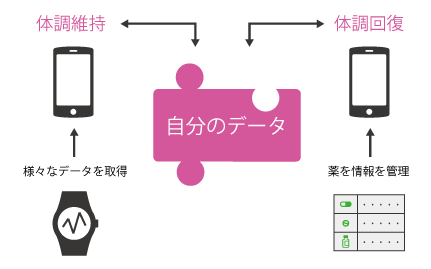 体調維持
体調回復
自分のデータ
様々なデータを取得
薬を情報を管理